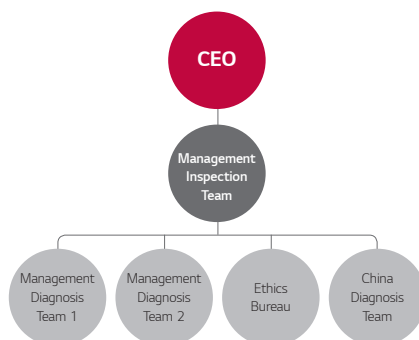 CEO
Management
Inspection
Team
Management
Diagnosis
Team 1
Management
Diagnosis
Team 2
Ethics
Bureau
China
Diagnosis
Team